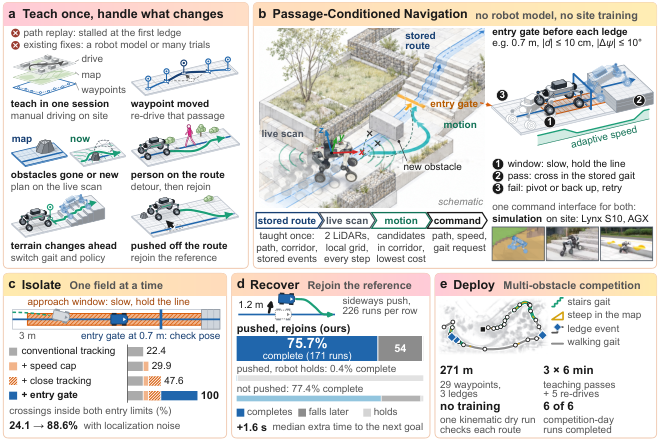 a Teach once, handle what changes
path replay: stalled at the first ledge
existing fixes: a robot model or many trials
drive
map
waypoints
teach in one session
manual driving on site
waypoint moved
re-drive that passage
map
now
obstacles gone or new
plan on the live scan
person on the route
detour, then rejoin
terrain changes ahead
switch gait and policy
pushed off the route
rejoin the reference
b Passage-Conditioned Navigation no robot model, no site training
stored
route
entry gate
live scan
motion
new obstacle
schematic
z
x
entry gate before each ledge
e.g. 0.7 m, |d| ≤ 10 cm, |Δψ| ≤ 10°
3
2
1
adaptive speed
1 window: slow, hold the line
2 pass: cross in the stored gait
3 fail: pivot or back up, retry
one command interface for both:
simulation on site: Lynx S10, AGX
stored route
live scan
motion
command
taught once:
path, corridor,
stored events
2 LiDARs,
local grid,
every step
candidates
in corridor,
lowest cost
path, speed,
gait request
c Isolate One field at a time
approach window: slow, hold the line
3 m
entry gate at 0.7 m: check pose
conventional tracking 22.4
+ speed cap 29.9
+ close tracking 47.6
+ entry gate 100
crossings inside both entry limits (%)
24.1 → 88.6% with localization noise
d Recover Rejoin the reference
1.2 m
sideways push,
226 runs per row
pushed, rejoins (ours)
75.7%
complete (171 runs)
54
pushed, robot holds: 0.4% complete
not pushed: 77.4% complete
completes
falls later
holds
+1.6 s median extra time to the next goal
e Deploy Multi-obstacle competition
stairs gait
steep in the map
ledge event
walking gait
271 m
29 waypoints,
3 ledges
3 × 6 min
teaching passes
+ 5 re-drives
no training
one kinematic dry run
checks each route
6 of 6
competition-day
runs completed